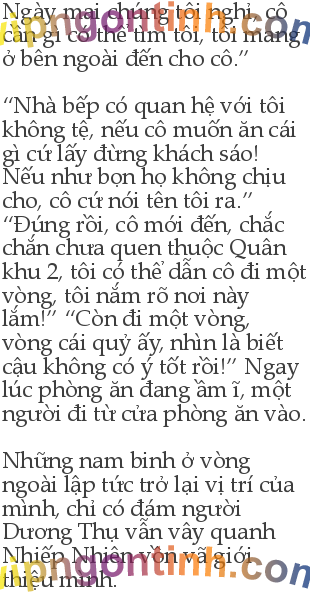 Ngày mai chúng tôi nghỉ, cô
cần gì có thể tìm tôi, tôi mang
ở bên ngoài đến cho cô.”

“Nhà bếp có quan hệ với tôi
không tệ, nếu cô muốn ăn cái
gì cứ lấy đừng khách sáo!
Nếu như bọn họ không chịu
cho, cô cứ nói tên tôi ra.”
“Đúng rồi, cô mới đến, chắc
chắn chưa quen thuộc Quân
khu 2, tôi có thể dẫn cô đi một
vòng, tôi nắm rõ nơi này
lắm!” “Còn đi một vòng,
vòng cái quỷ ấy, nhìn là biết
cậu không có ý tốt rồi!” Ngay
lúc phòng ăn đang ầm ĩ, một
người đi từ cửa phòng ăn vào.

Những nam binh ở vòng
ngoài lập tức trở lại vị trí của
mình, chỉ có đám người
Dương Thụ vẫn vây quanh
Nhiếp Nhiên vồn vã giới
thiệu mình.